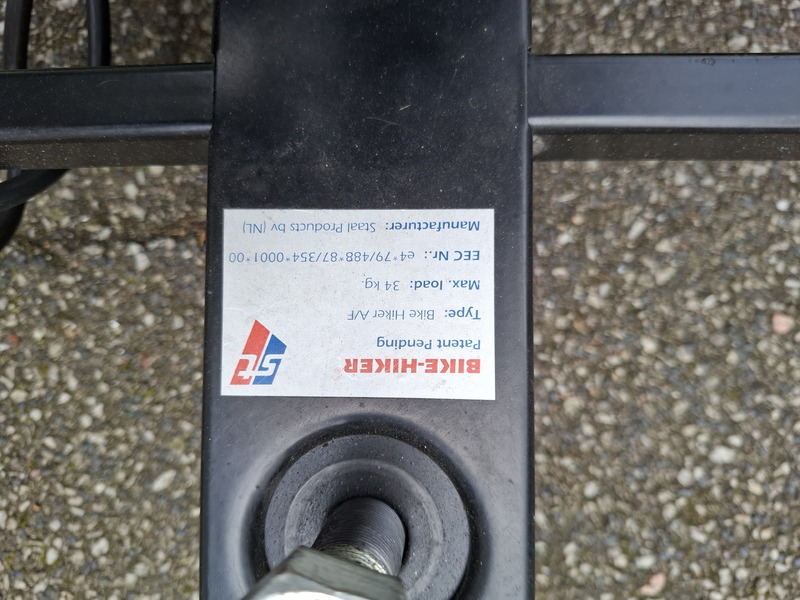 BIKE-HIKER
Patent Pending
st
Type: Bike Hiker A/F
Max. load: 34 kg.
EEC Nr.: e4*79/488*87/354*0001*00
Manufacturer: Staal Products bv (NL)